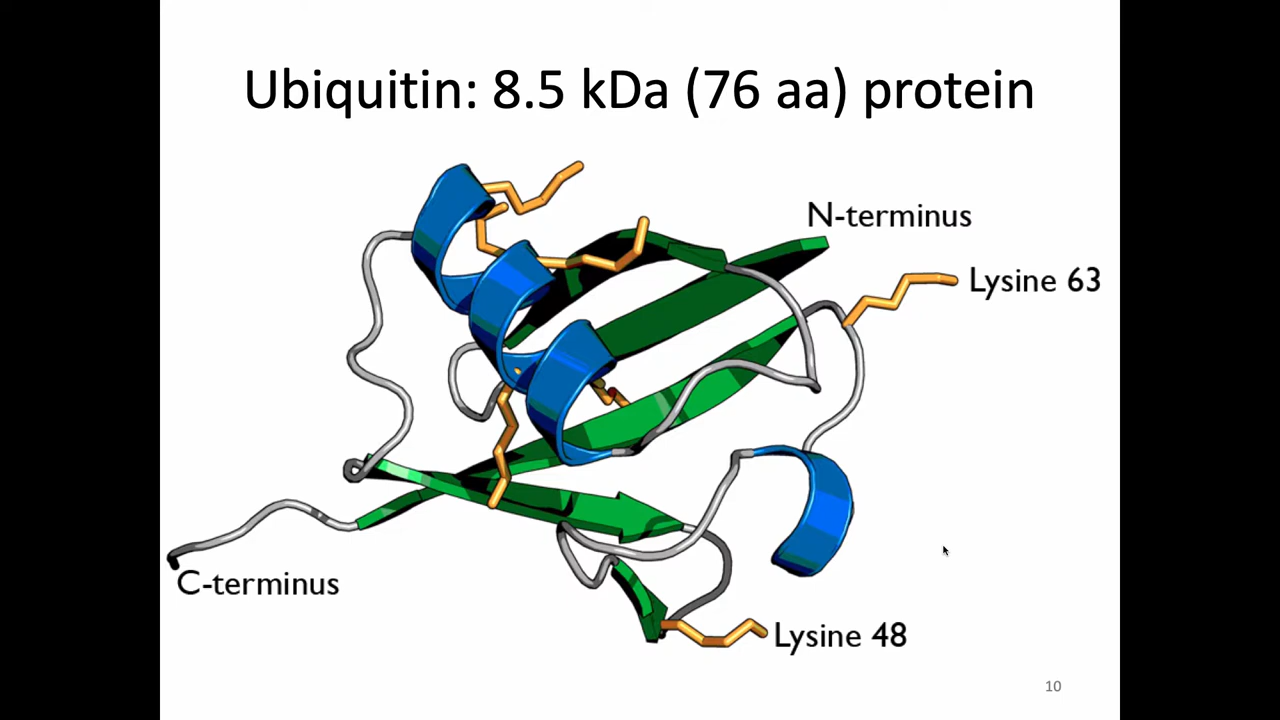 Ubiquitin: 8.5 kDa (76 aa) protein
N-terminus
Lysine 63
C-terminus
Lysine 48
10